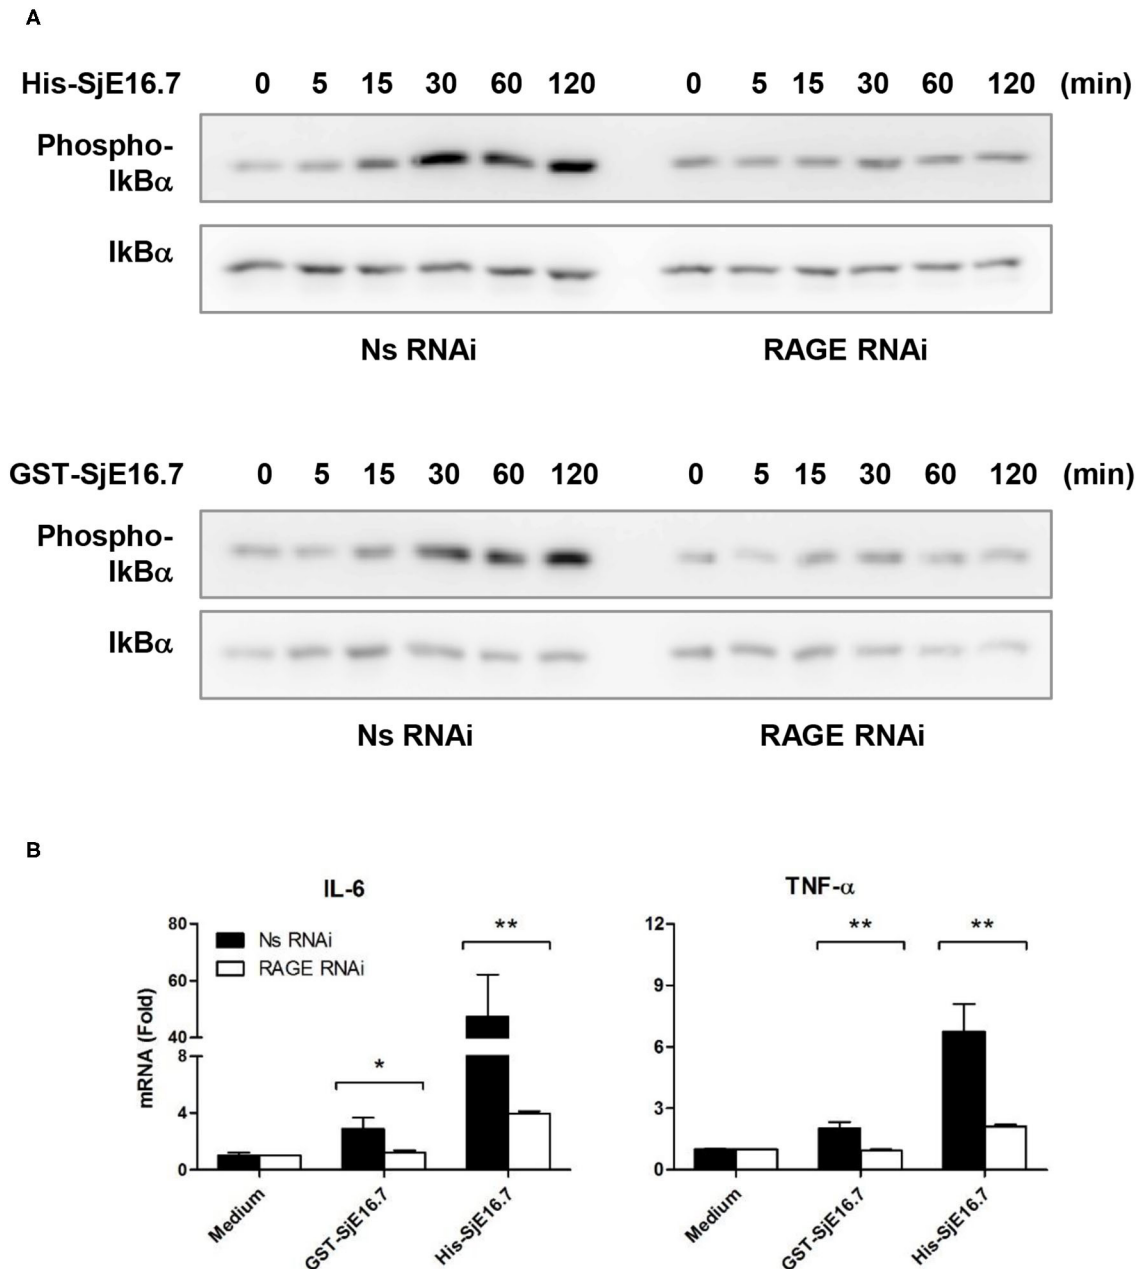 A
His-SjE16.7 0 5 15 30 60 120 0 5 15 30 60 120 (min)
Phospho-
IkBα
IkBα
Ns RNAi RAGE RNAi
GST-SjE16.7 0 5 15 30 60 120 0 5 15 30 60 120 (min)
Phospho-
IkBα
IkBα
Ns RNAi RAGE RNAi
B
IL-6
mRNA (Fold)
80
60
40
8
4
0
Ns RNAi
RAGE RNAi
*
**
Medium
GST-SjE16.7
His-SjE16.7
TNF-α
12
9
6
3
0
**
**
Medium
GST-SjE16.7
His-SjE16.7